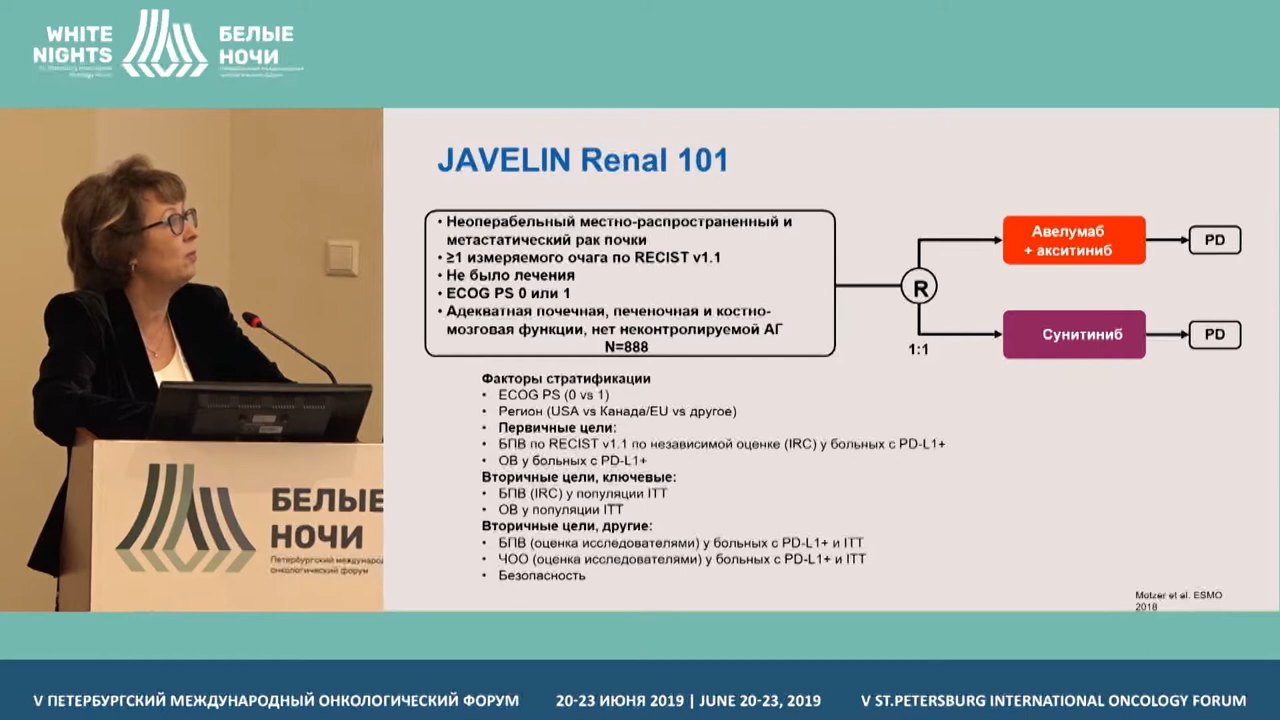 WHITE
NIGHTS
St. Petersburg International
Oncology Forum
БЕЛЫЕ
НОЧИ
JAVELIN Renal 101
• Неоперабельный местно-распространенный и
метастатический рак почки
• ≥1 измеряемого очага по RECIST v1.1
• Не было лечения
• ECOG PS 0 или 1
• Адекватная почечная, печеночная и костно-
мозговая функции, нет неконтролируемой АГ
N=888
R
1:1
Авелумаб
+ акситиниб
PD
Сунитиниб
PD
Факторы стратификации
• ECOG PS (0 vs 1)
• Регион (USA vs Канада/EU vs другое)
• Первичные цели:
• БПВ по RECIST v1.1 по независимой оценке (IRC) у больных с PD-L1+
• ОВ у больных с PD-L1+
Вторичные цели, ключевые:
• БПВ (IRC) у популяции ITT
• ОВ у популяции ITT
Вторичные цели, другие:
• БПВ (оценка исследователями) у больных с PD-L1+ и ITT
• ЧОО (оценка исследователями) у больных с PD-L1+ и ITT
• Безопасность
Motzer et al. ESMO
2018
БЕЛЫЕ
НОЧИ
Петербургский международ
онкологический форум
V ПЕТЕРБУРГСКИЙ МЕЖДУНАРОДНЫЙ ОНКОЛОГИЧЕСКИЙ ФОРУМ
20-23 ИЮНЯ 2019 | JUNE 20-23, 2019
V ST.PETERSBURG INTERNATIONAL ONCOLOGY FORUM